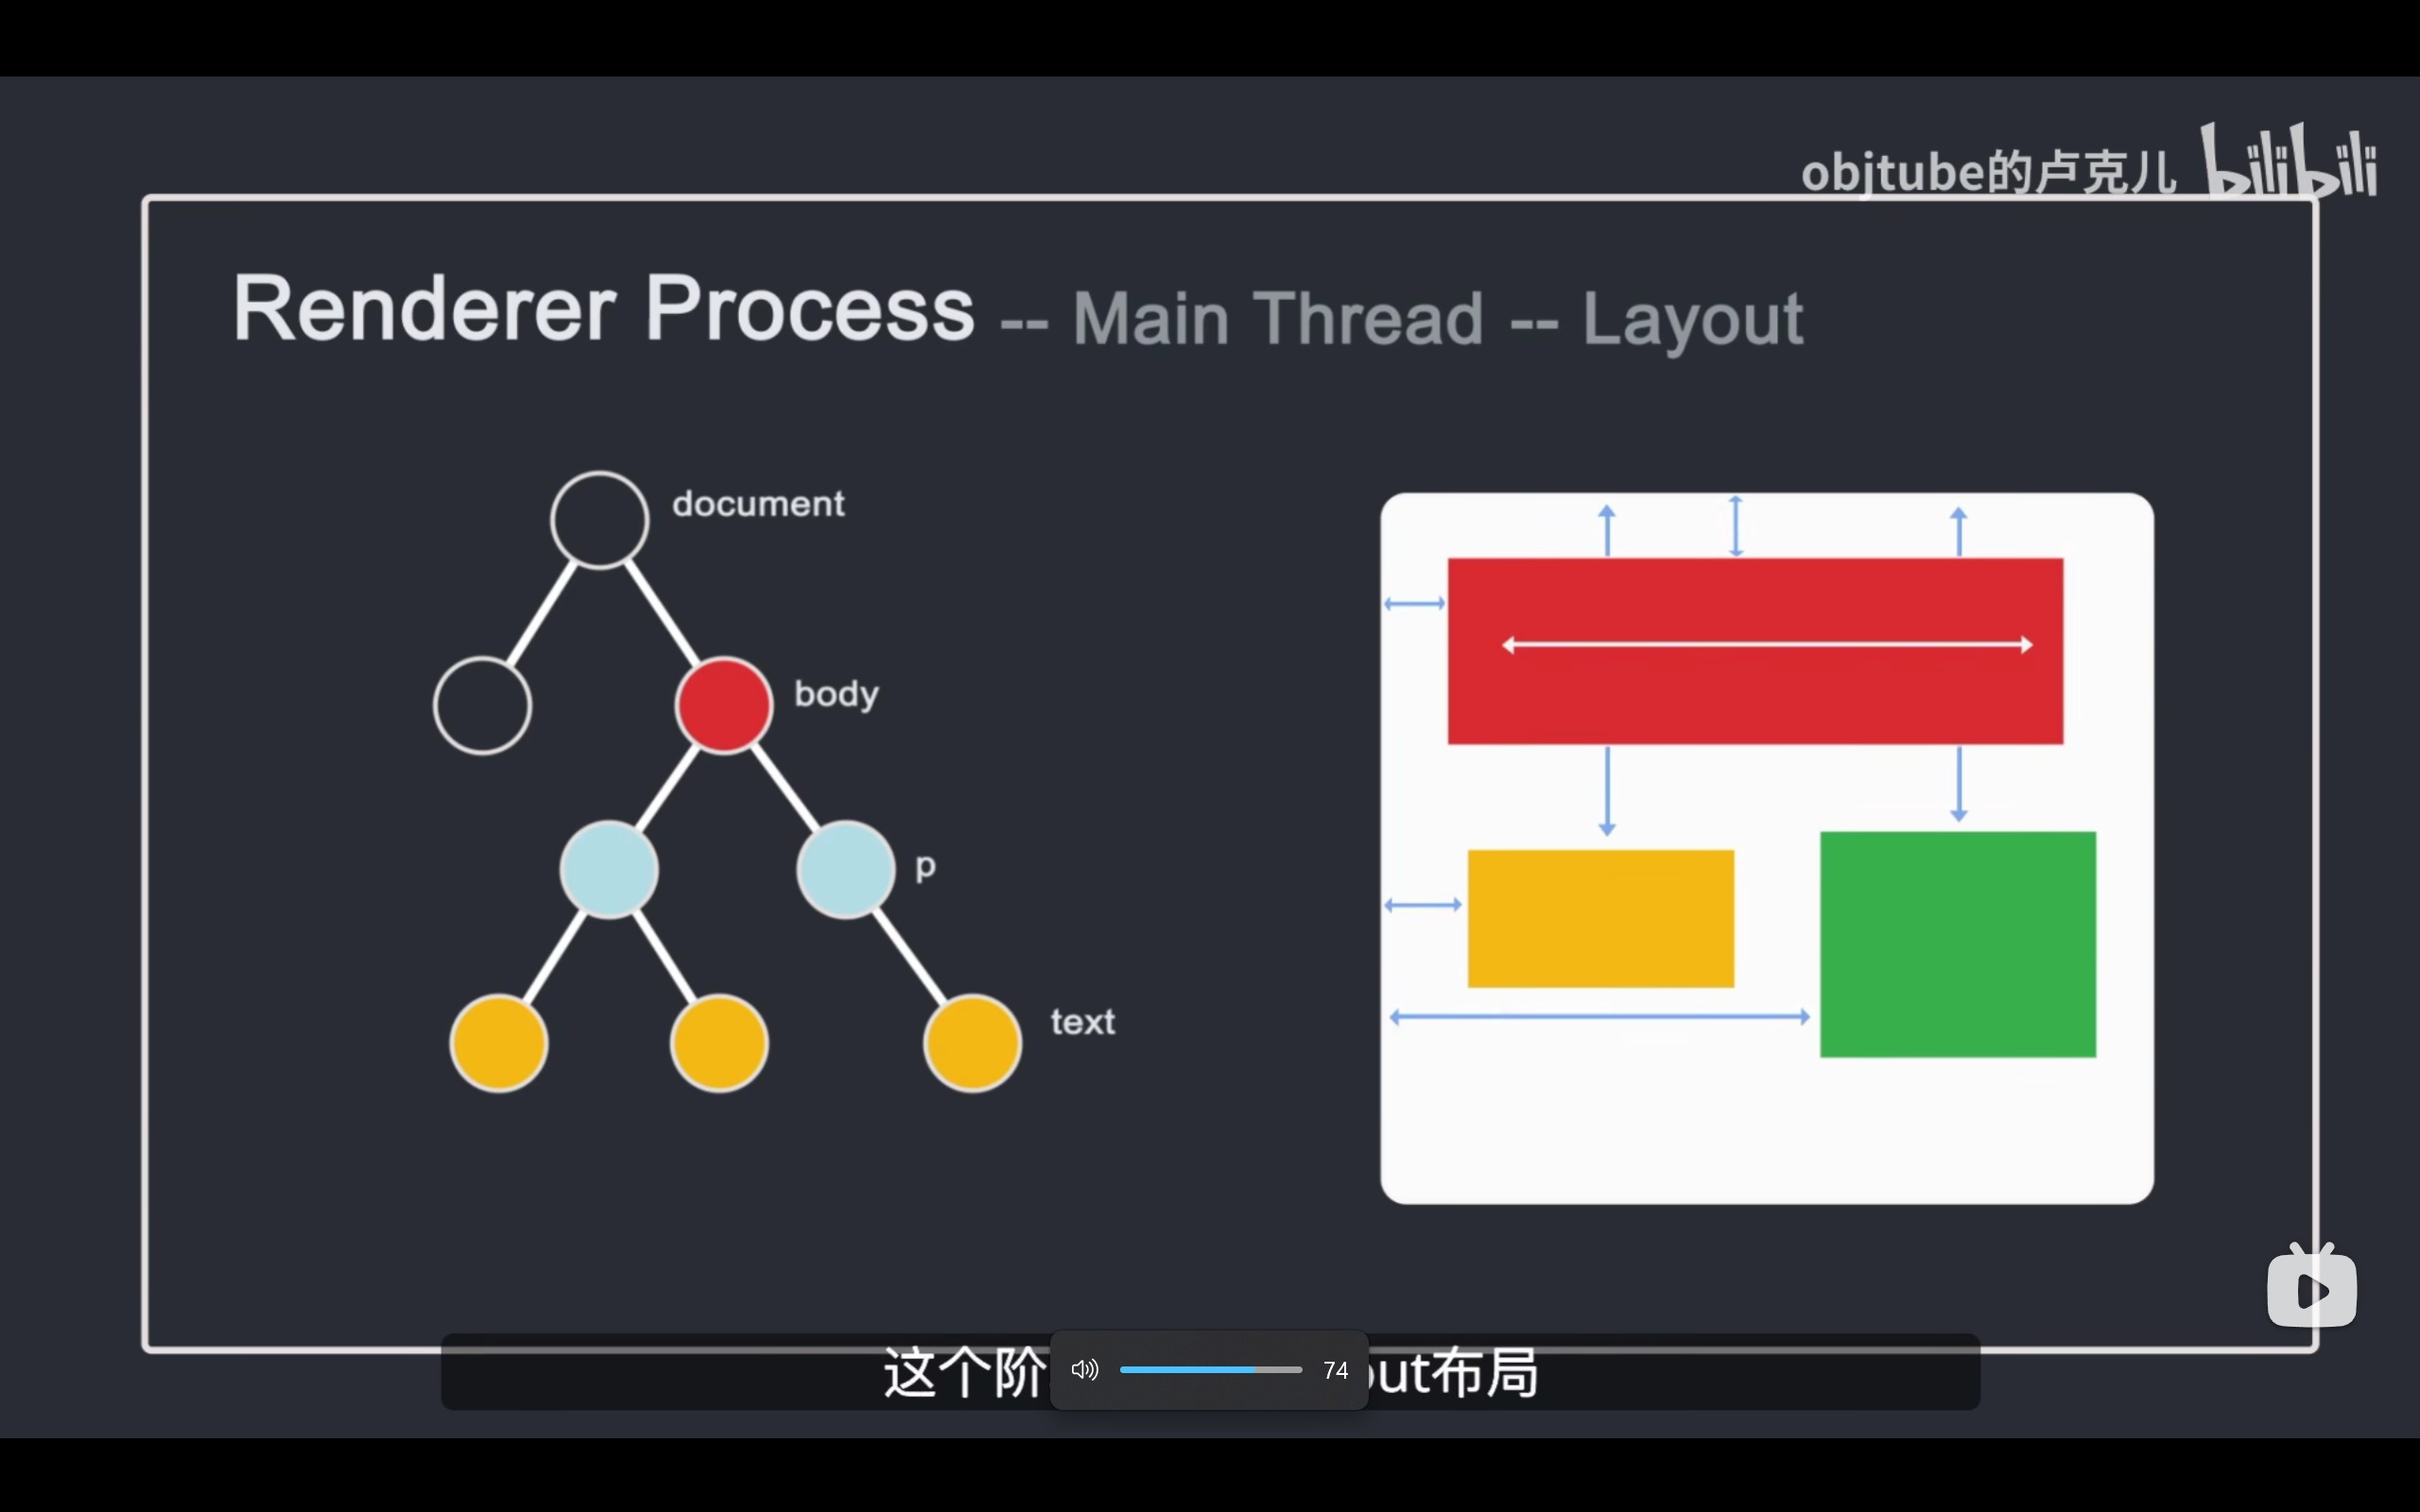 objtube的卢克儿 bilibili
Renderer Process -- Main Thread -- Layout
document
body
p
text
这个阶 ut布局
74